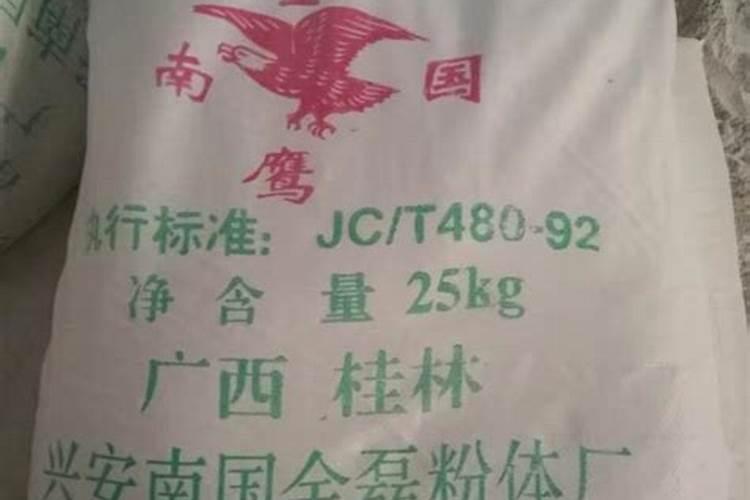 南 国
鹰
执行标准：JC/T480-92
净 含 量 25kg
广西 桂林
兴安南国全磊粉体厂